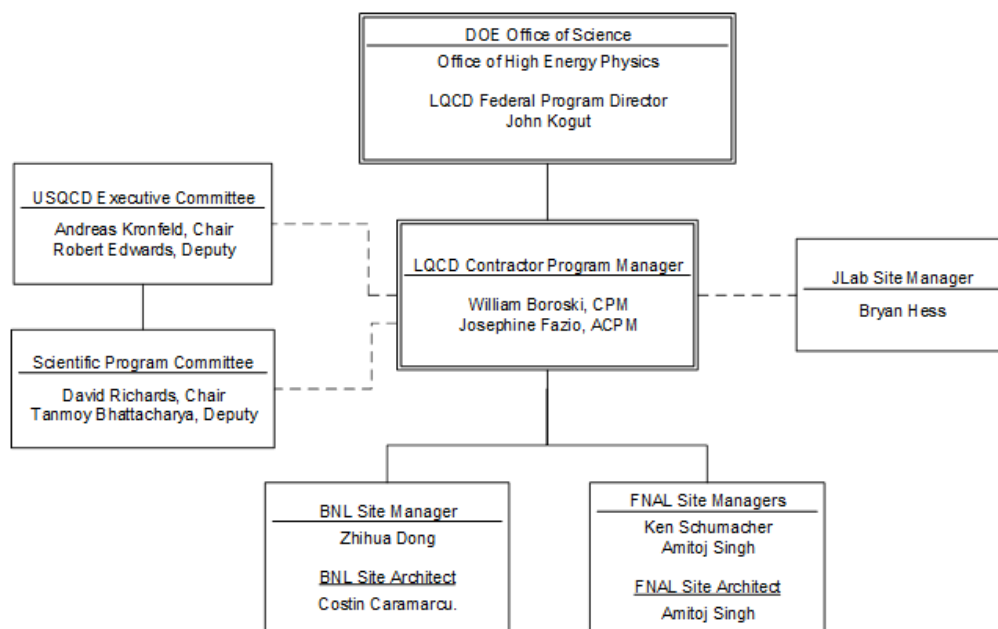 DOE Office of Science
Office of High Energy Physics
LQCD Federal Program Director
John Kogut
USQCD Executive Committee
Andreas Kronfeld, Chair
Robert Edwards, Deputy
LQCD Contractor Program Manager
William Boroski, CPM
Josephine Fazio, ACPM
JLab Site Manager
Bryan Hess
Scientific Program Committee
David Richards, Chair
Tanmoy Bhattacharya, Deputy
BNL Site Manager
Zhihua Dong
BNL Site Architect
Costin Caramarcu.
FNAL Site Managers
Ken Schumacher
Amitoj Singh
FNAL Site Architect
Amitoj Singh